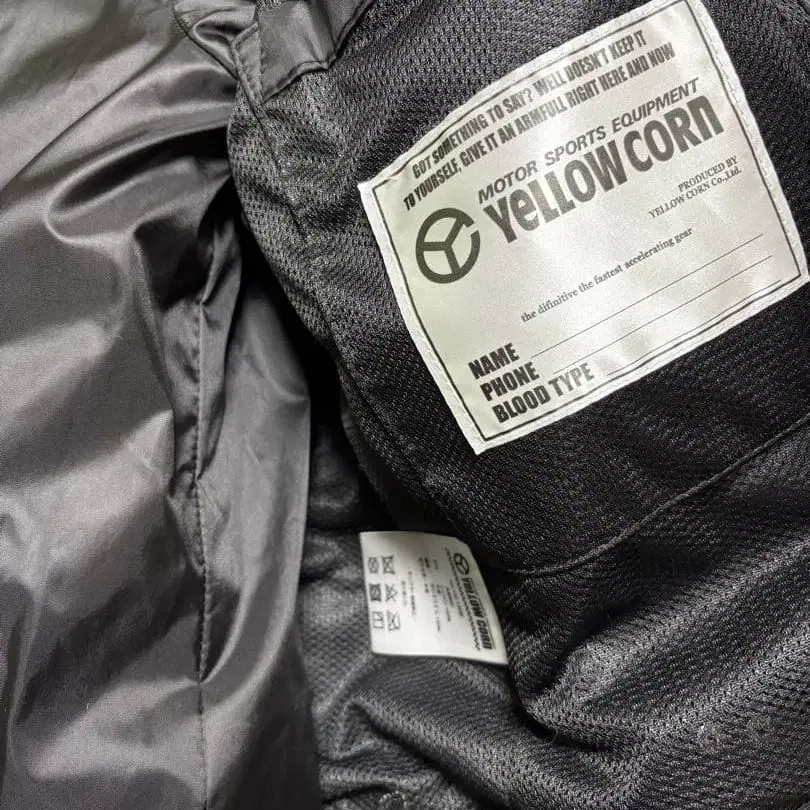 GOT SOMETHING TO SAY? WELL DOESN'T KEEP IT
TO YOURSELF, GIVE IT AN ARMFULL RIGHT HERE AND NOW
MOTOR SPORTS EQUIPMENT
YeLLOWCORn
PRODUCED BY
YELLOW CORN Co.,Ltd.
the difinitive the fastest accelerating gear
NAME
PHONE
BLOOD TYPE
YELLOW CORN